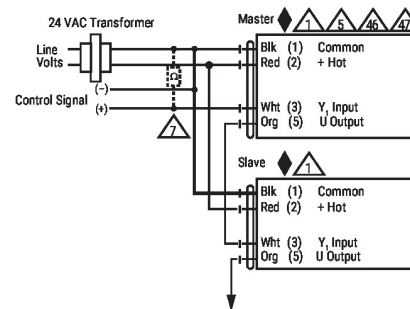 24 VAC Transformer
Master 1 5 46 47
Line
Volts
Blk (1) Common
Red (2) + Hot
Ω
(−)
Control Signal
(+)
Wht (3) Y₁ Input
Org (5) U Output
7
Slave 1
Blk (1) Common
Red (2) + Hot
Wht (3) Y₁ Input
Org (5) U Output